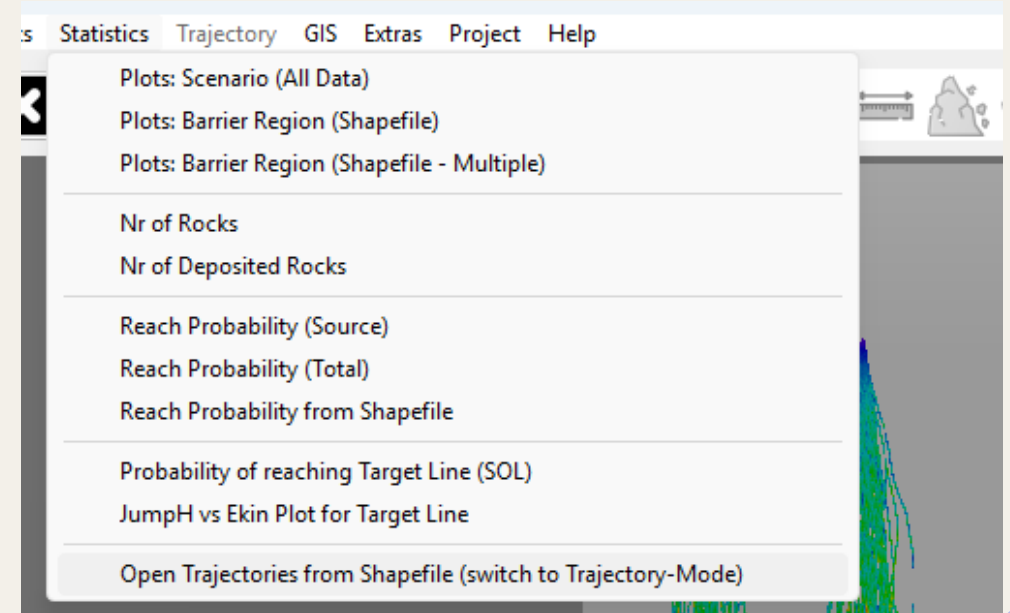 s Statistics Trajectory GIS Extras Project Help
Plots: Scenario (All Data)
Plots: Barrier Region (Shapefile)
Plots: Barrier Region (Shapefile - Multiple)
Nr of Rocks
Nr of Deposited Rocks
Reach Probability (Source)
Reach Probability (Total)
Reach Probability from Shapefile
Probability of reaching Target Line (SOL)
JumpH vs Ekin Plot for Target Line
Open Trajectories from Shapefile (switch to Trajectory-Mode)